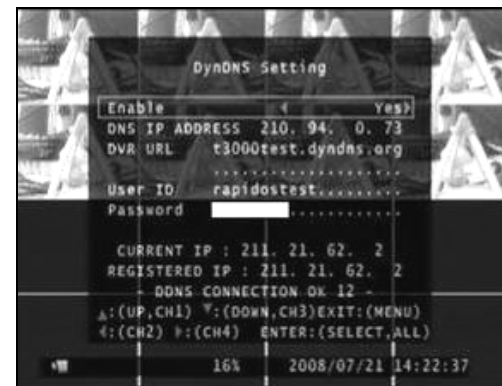 DynDNS Setting
Enable Yes
DNS IP ADDRESS 210. 94. 0. 73
DVR URL t3000test.dyndns.org
....................
User ID rapidostest.........
Password ............
CURRENT IP : 211. 21. 62. 2
REGISTERED IP : 211. 21. 62. 2
- DDNS CONNECTION OK 12 -
▲:(UP,CH1) ▼:(DOWN,CH3)EXIT:(MENU)
◀:(CH2) ▶:(CH4) ENTER:(SELECT,ALL)
16% 2008/07/21 14:22:37